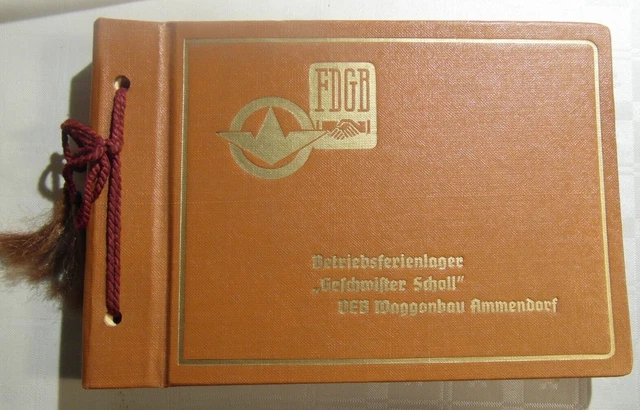 FDGB
Betriebsferienlager
„Geschwister Scholl"
VEB Waggonbau Ammendorf